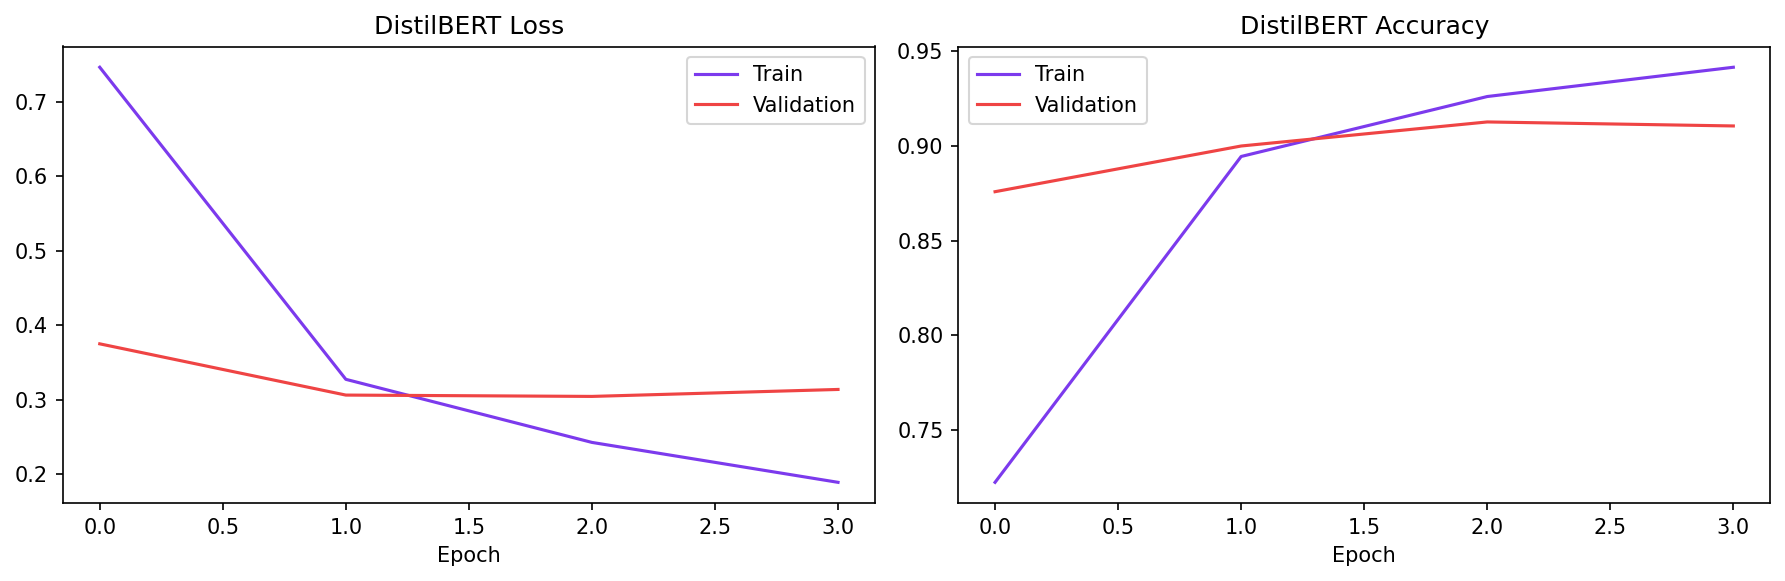 DistilBERT Loss
Train
Validation
0.7
0.6
0.5
0.4
0.3
0.2
0.0 0.5 1.0 1.5 2.0 2.5 3.0
Epoch
DistilBERT Accuracy
Train
Validation
0.95
0.90
0.85
0.80
0.75
0.0 0.5 1.0 1.5 2.0 2.5 3.0
Epoch